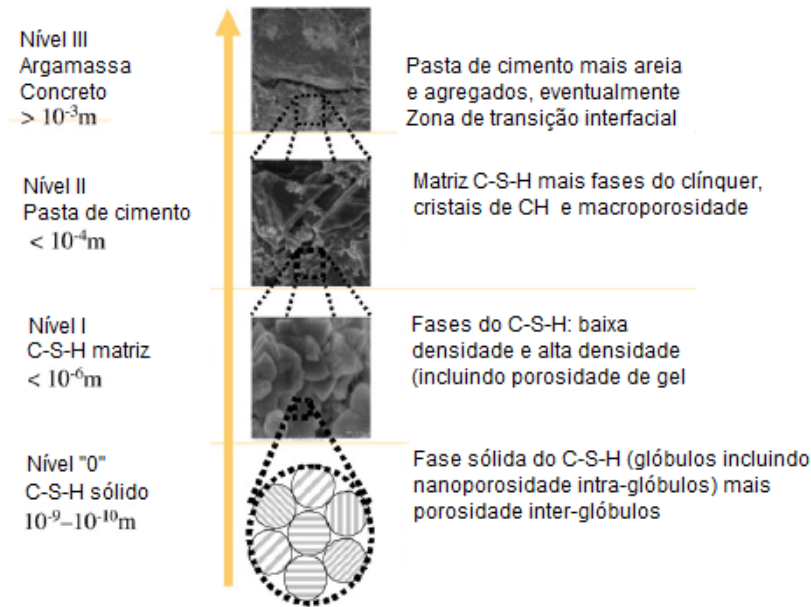 Nível III
Argamassa
Concreto
> 10⁻³m
Pasta de cimento mais areia
e agregados, eventualmente
Zona de transição interfacial
Nível II
Pasta de cimento
< 10⁻⁴m
Matriz C-S-H mais fases do clínquer,
cristais de CH e macroporosidade
Nível I
C-S-H matriz
< 10⁻⁶m
Fases do C-S-H: baixa
densidade e alta densidade
(incluindo porosidade de gel
Nível "0"
C-S-H sólido
10⁻⁹–10⁻¹⁰m
Fase sólida do C-S-H (glóbulos incluindo
nanoporosidade intra-glóbulos) mais
porosidade inter-glóbulos